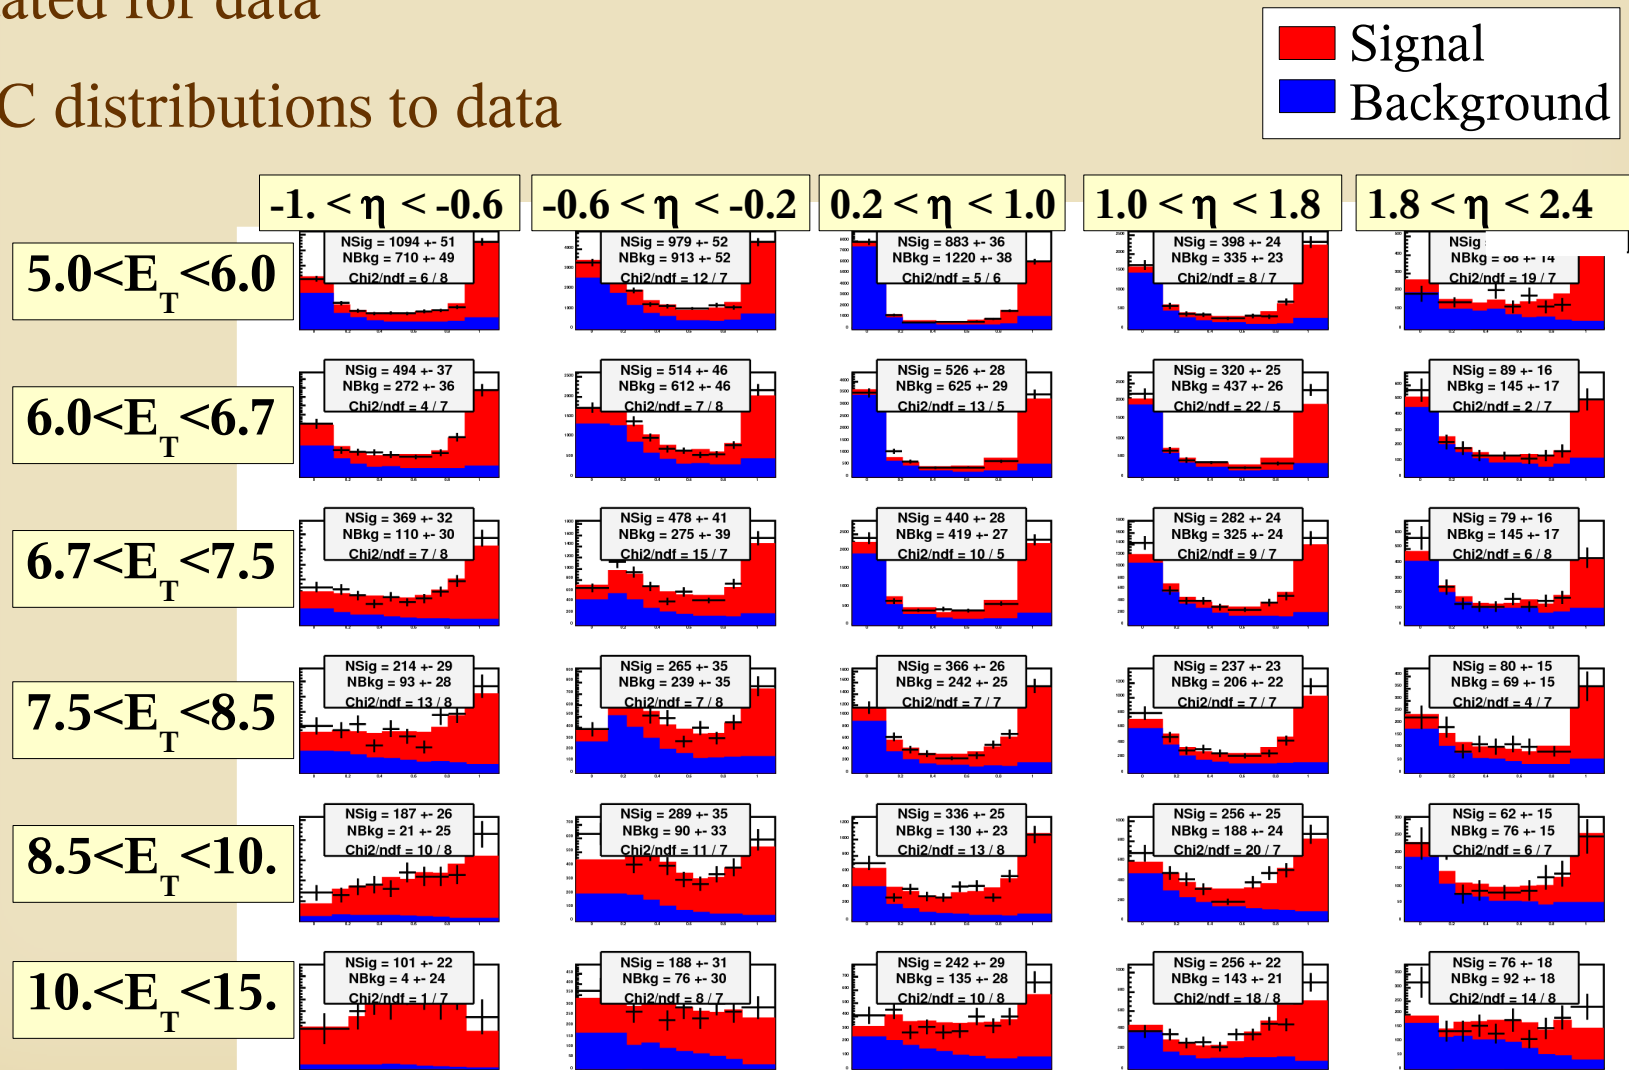 ated for data
C distributions to data
Signal
Background
-1. < η < -0.6
-0.6 < η < -0.2
0.2 < η < 1.0
1.0 < η < 1.8
1.8 < η < 2.4
5.0<E_T<6.0
NSig = 1094 +- 51
NBkg = 710 +- 49
Chi2/ndf = 6 / 8
NSig = 979 +- 52
NBkg = 913 +- 52
Chi2/ndf = 12 / 7
NSig = 883 +- 36
NBkg = 1220 +- 38
Chi2/ndf = 5 / 6
NSig = 398 +- 24
NBkg = 335 +- 23
Chi2/ndf = 8 / 7
NSig
NBkg = 88 +- 14
Chi2/ndf = 19 / 7
6.0<E_T<6.7
NSig = 494 +- 37
NBkg = 272 +- 36
Chi2/ndf = 4 / 7
NSig = 514 +- 46
NBkg = 612 +- 46
Chi2/ndf = 7 / 8
NSig = 526 +- 28
NBkg = 625 +- 29
Chi2/ndf = 13 / 5
NSig = 320 +- 25
NBkg = 437 +- 26
Chi2/ndf = 22 / 5
NSig = 89 +- 16
NBkg = 145 +- 17
Chi2/ndf = 2 / 7
6.7<E_T<7.5
NSig = 369 +- 32
NBkg = 110 +- 30
Chi2/ndf = 7 / 8
NSig = 478 +- 41
NBkg = 275 +- 39
Chi2/ndf = 15 / 7
NSig = 440 +- 28
NBkg = 419 +- 27
Chi2/ndf = 10 / 5
NSig = 282 +- 24
NBkg = 325 +- 24
Chi2/ndf = 9 / 7
NSig = 79 +- 16
NBkg = 145 +- 17
Chi2/ndf = 6 / 8
7.5<E_T<8.5
NSig = 214 +- 29
NBkg = 93 +- 28
Chi2/ndf = 13 / 8
NSig = 265 +- 35
NBkg = 239 +- 35
Chi2/ndf = 7 / 8
NSig = 366 +- 26
NBkg = 242 +- 25
Chi2/ndf = 7 / 7
NSig = 237 +- 23
NBkg = 206 +- 22
Chi2/ndf = 7 / 7
NSig = 80 +- 15
NBkg = 69 +- 15
Chi2/ndf = 4 / 7
8.5<E_T<10.
NSig = 187 +- 26
NBkg = 21 +- 25
Chi2/ndf = 10 / 8
NSig = 289 +- 35
NBkg = 90 +- 33
Chi2/ndf = 11 / 7
NSig = 336 +- 25
NBkg = 130 +- 23
Chi2/ndf = 13 / 8
NSig = 256 +- 25
NBkg = 188 +- 24
Chi2/ndf = 20 / 7
NSig = 62 +- 15
NBkg = 76 +- 15
Chi2/ndf = 6 / 7
10.<E_T<15.
NSig = 101 +- 22
NBkg = 4 +- 24
Chi2/ndf = 1 / 7
NSig = 188 +- 31
NBkg = 76 +- 30
Chi2/ndf = 8 / 7
NSig = 242 +- 29
NBkg = 135 +- 28
Chi2/ndf = 10 / 8
NSig = 256 +- 22
NBkg = 143 +- 21
Chi2/ndf = 18 / 8
NSig = 76 +- 18
NBkg = 92 +- 18
Chi2/ndf = 14 / 8